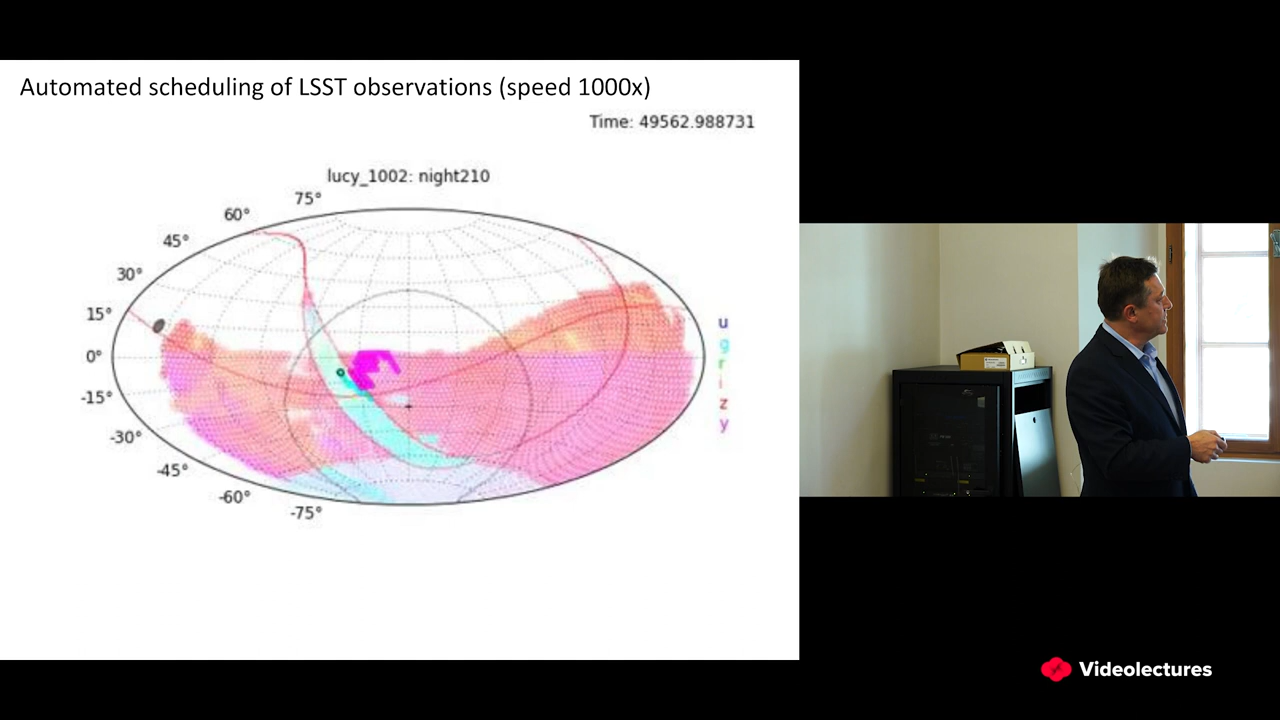 Automated scheduling of LSST observations (speed 1000x)
Time: 49562.988731
lucy_1002: night210
75°
60°
45°
30°
15°
0°
-15°
-30°
-45°
-60°
-75°
u
g
r
i
z
y
Videolectures